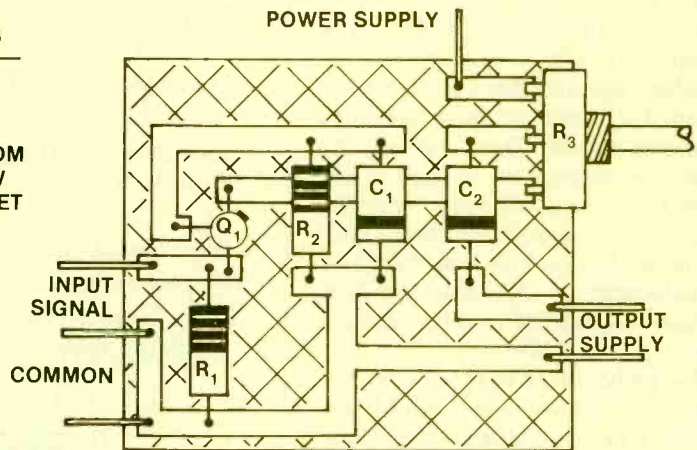 POWER SUPPLY
R3
C1
C2
Q1
R2
INPUT
SIGNAL
R1
OUTPUT
SUPPLY
COMMON